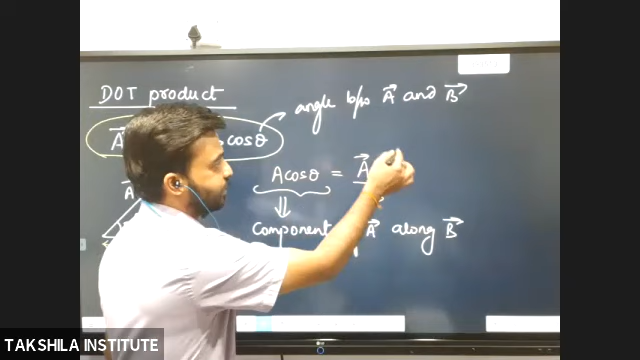 DOT product
angle b/w A⃗ and B⃗
A⃗ cosθ
A
Acosθ = A⃗
⇓
Component A⃗ along B⃗
TAKSHILA INSTITUTE